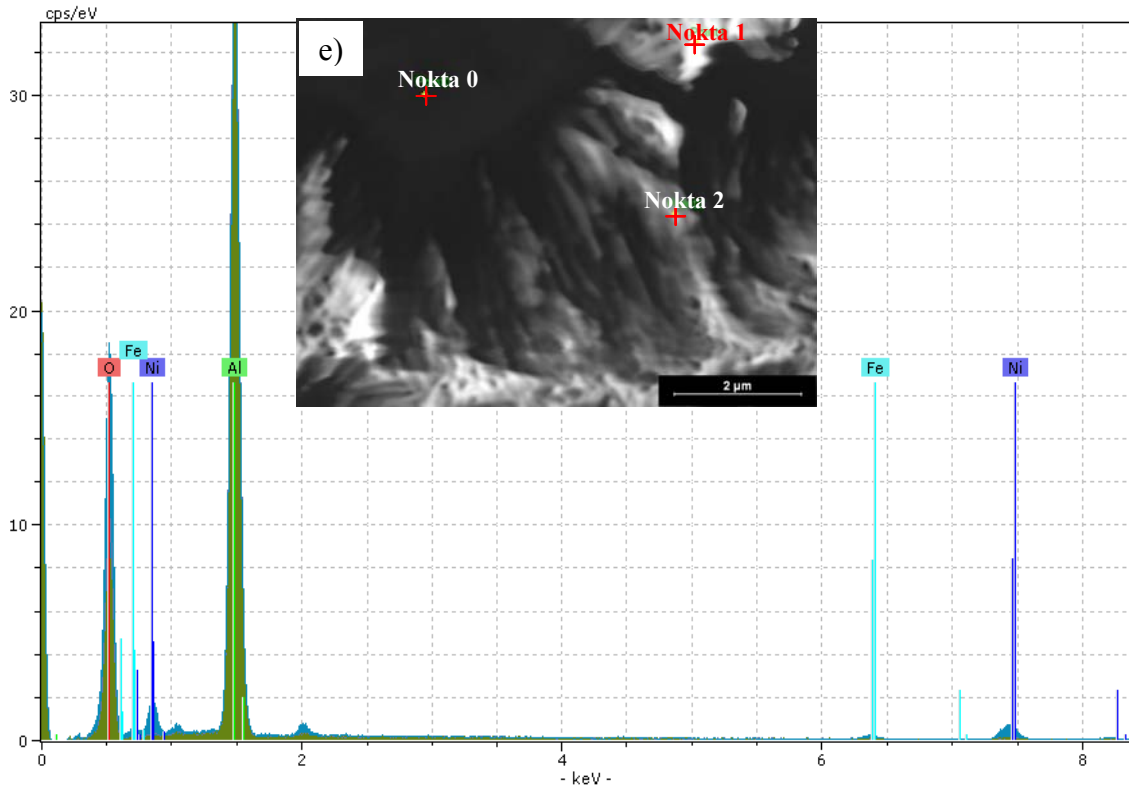 cps/eV
e)
Nokta 1
Nokta 0
Nokta 2
2 µm
30
20
10
0
O
Fe
Ni
Al
Fe
Ni
0
2
4
6
8
- keV -